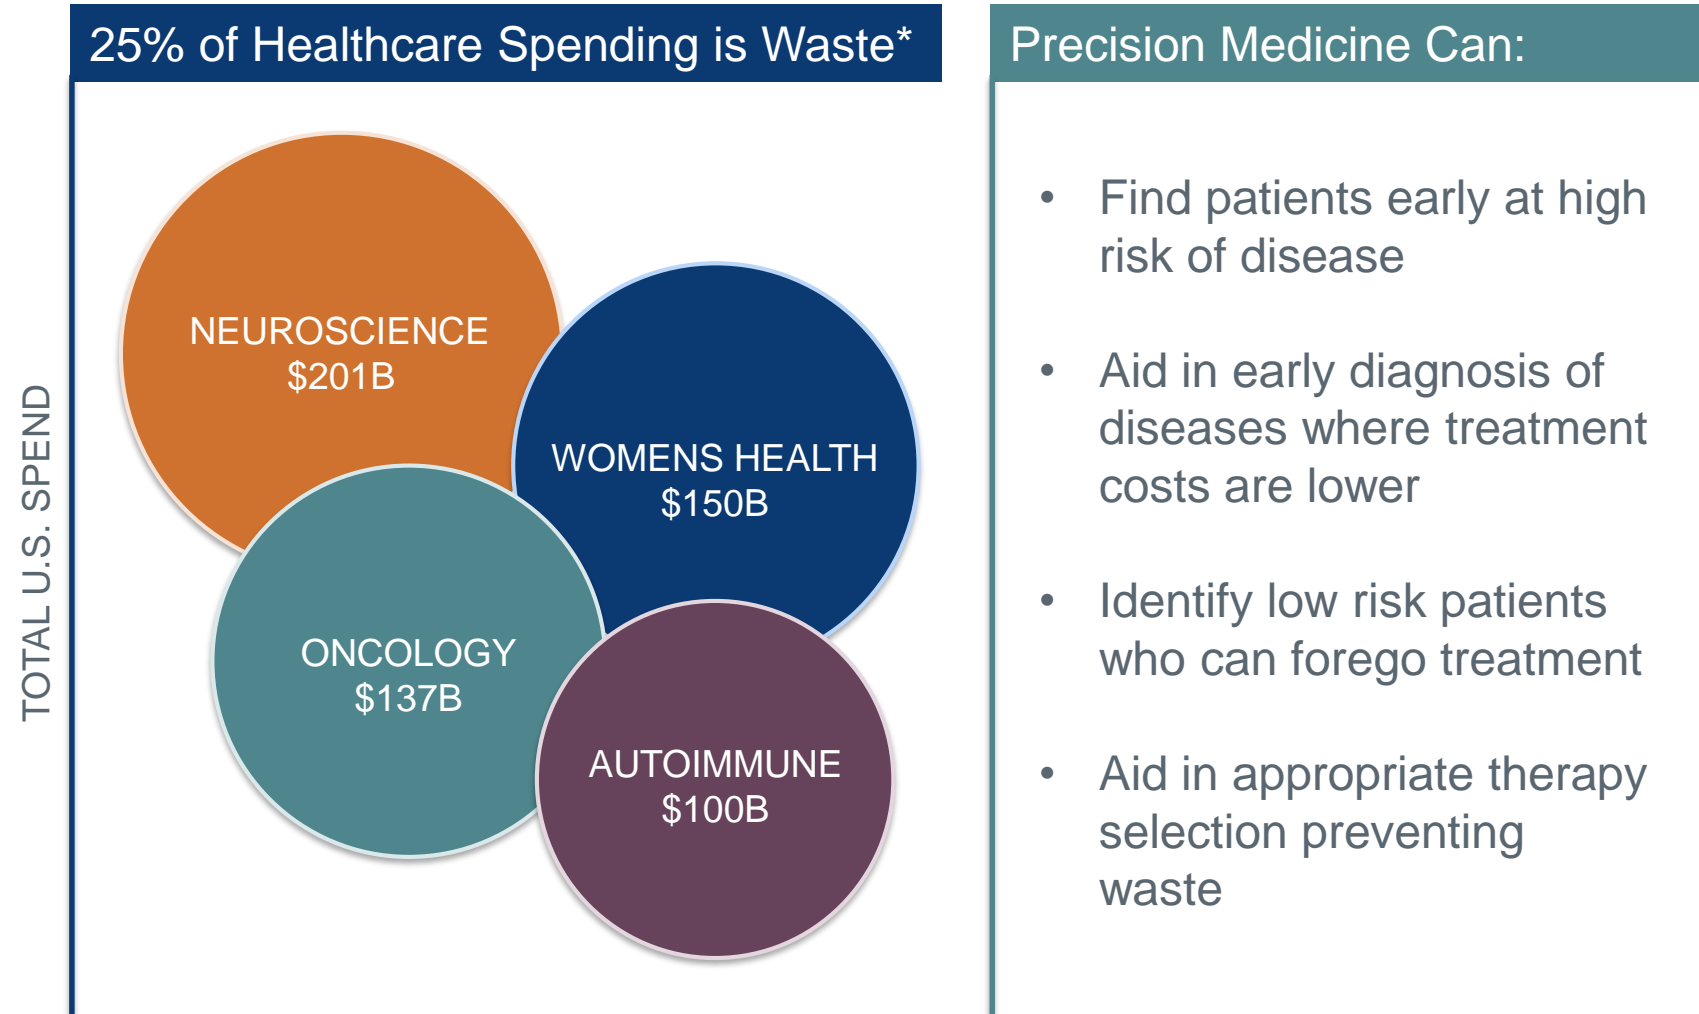 25% of Healthcare Spending is Waste*
TOTAL U.S. SPEND
NEUROSCIENCE
$201B
WOMENS HEALTH
$150B
ONCOLOGY
$137B
AUTOIMMUNE
$100B
Precision Medicine Can:
• Find patients early at high
risk of disease
• Aid in early diagnosis of
diseases where treatment
costs are lower
• Identify low risk patients
who can forego treatment
• Aid in appropriate therapy
selection preventing
waste